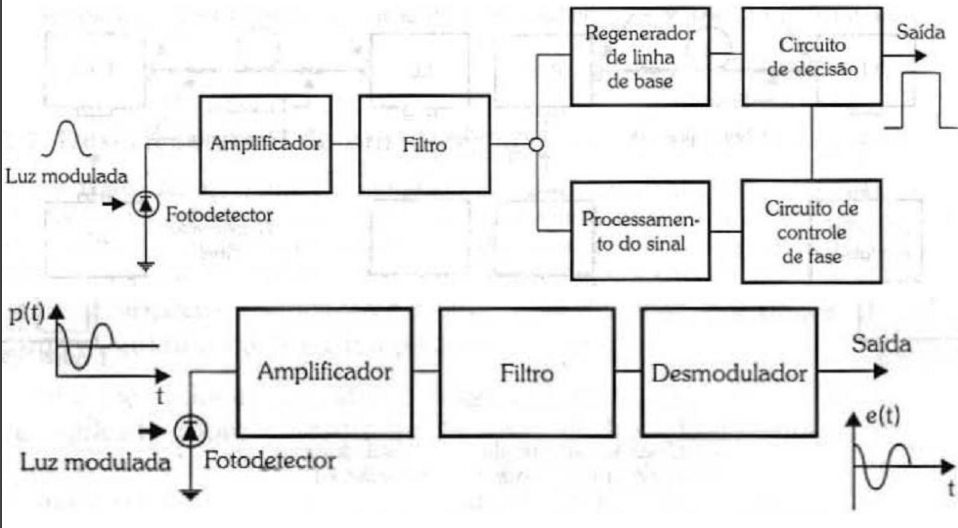 Regenerador
de linha
de base
Circuito
de decisão
Saída
Amplificador
Filtro
Luz modulada
Fotodetector
Processamen-
to do sinal
Circuito de
controle
de fase
p(t)
t
Amplificador
Filtro
Desmodulador
Saída
Luz modulada
Fotodetector
e(t)
t